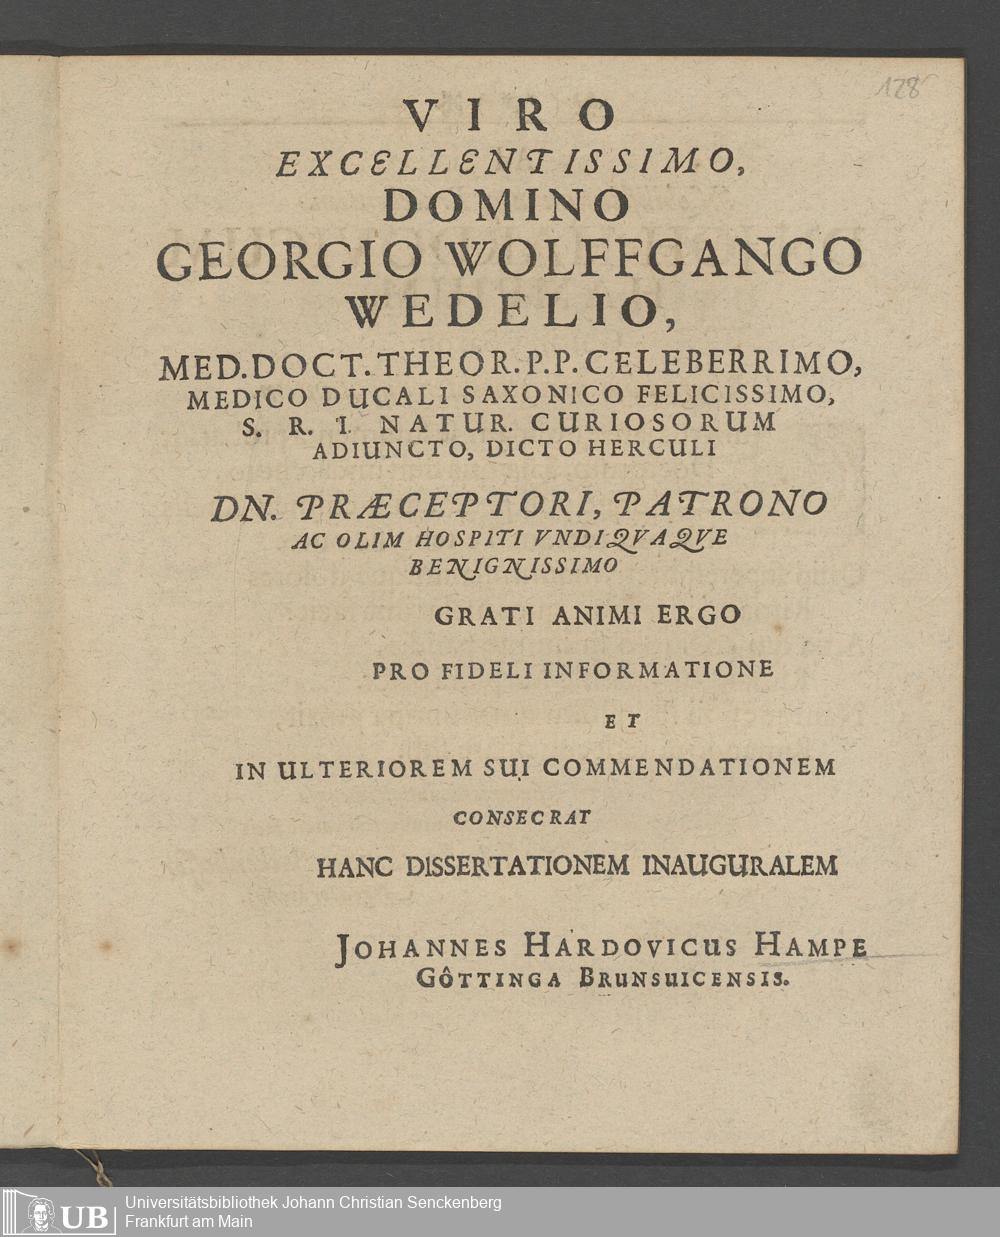 128
VIRO
EXCELLENTISSIMO,
DOMINO
GEORGIO WOLFFGANGO
WEDELIO,
MED. DOCT. THEOR. P. P. CELEBERRIMO,
MEDICO DUCALI SAXONICO FELICISSIMO,
S. R. I. NATUR. CURIOSORUM
ADIUNCTO, DICTO HERCULI
DN. PRÆCEPTORI, PATRONO
AC OLIM HOSPITI VNDIQVAQVE
BENIGNISSIMO
GRATI ANIMI ERGO
PRO FIDELI INFORMATIONE
ET
IN ULTERIOREM SUI COMMENDATIONEM
CONSECRAT
HANC DISSERTATIONEM INAUGURALEM
JOHANNES HARDOVICUS HAMPE
GÔTTINGA BRUNSUICENSIS.
UB Universitätsbibliothek Johann Christian Senckenberg
Frankfurt am Main